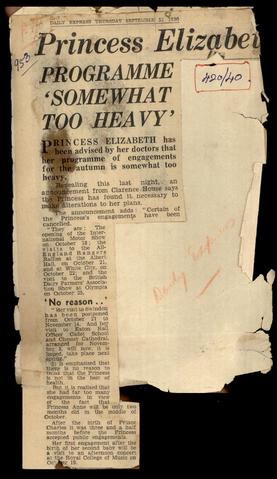 DAILY EXPRESS THURSDAY SEPTEMBER 21 1950
953
Princess Elizabe
420/40
PROGRAMME
'SOMEWHAT
TOO HEAVY'
PRINCESS ELIZABETH has
been advised by her doctors that
her programme of engagements
for the autumn is somewhat too
heavy.
Revealing this last night, an
announcement from Clarence House says
the Princess has found it necessary to
make alterations to her plans.
The announcement adds: "Certain of
the Princess's engagements have been
cancelled.
"They are: The
opening of the Inter-
national Motor Show
on October 18; the
visits to the All-
England Rangers
Rallies at the Albert
Hall, on October 21,
and at White City, on
October 22; and the
visit to the British
Dairy Farmers' Associa-
tion Show at Olympia
on October 25.
'No reason..'
"Her visit to Swindon
has been postponed
from October 27 to
November 14. And her
visit to Eaton Hall
Officer Cadet School
and Chester Cathedral,
arranged for Novem-
ber 3, will now, it is
hoped, take place next
spring."
It is emphasised that
there is no reason to
think that the Princess
is not in the best of
health.
But it is realised that
she had far too many
engagements in view
of the fact that
Princess Anne will be only two
months old in the middle of
October.
After the birth of Prince
Charles it was three and a half
months before the Princess
accepted public engagements.
Her first engagement after the
birth of her second baby will be
a visit to an afternoon concert
at the Royal College of Music on
October 19.
Daily Exp